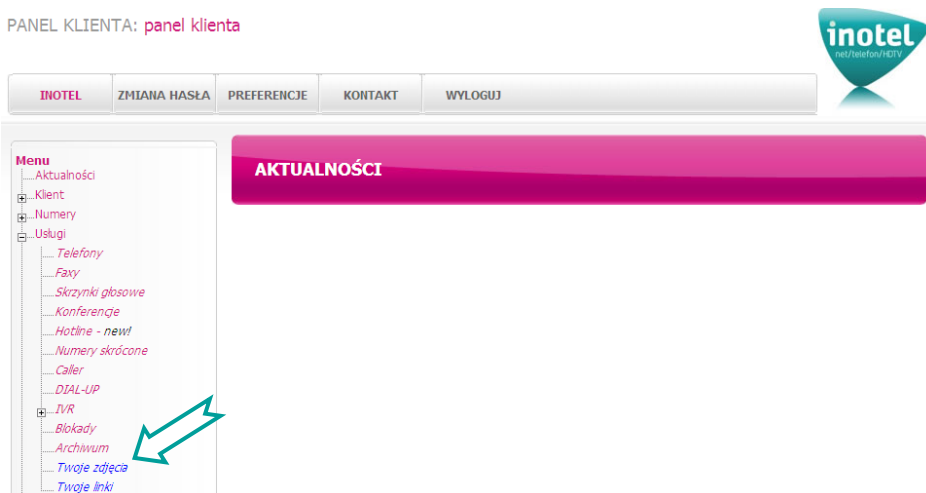 PANEL KLIENTA: panel klienta
inotel
net/telefon/HDTV
INOTEL ZMIANA HASŁA PREFERENCJE KONTAKT WYLOGUJ
Menu
Aktualności
Klient
Numery
Usługi
Telefony
Faxy
Skrzynki głosowe
Konferencje
Hotline - new!
Numery skrócone
Caller
DIAL-UP
IVR
Blokady
Archiwum
Twoje zdjęcia
Twoje linki
AKTUALNOŚCI